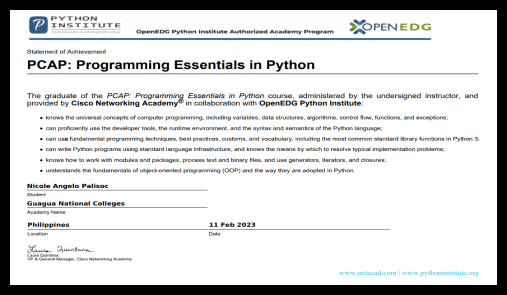 PYTHON
INSTITUTE
Open Education & Development Group
OpenEDG Python Institute Authorized Academy Program
OPENEDG
Statement of Achievement
PCAP: Programming Essentials in Python
The graduate of the PCAP: Programming Essentials in Python course, administered by the undersigned instructor, and
provided by Cisco Networking Academy® in collaboration with OpenEDG Python Institute:
• knows the universal concepts of computer programming, including variables, data structures, algorithms, control flow, functions, and exceptions;
• can proficiently use the developer tools, the runtime environment, and the syntax and semantics of the Python language;
• can use fundamental programming techniques, best practices, customs, and vocabulary, including the most common standard library functions in Python 3;
• can write Python programs using standard language infrastructure, and knows the means by which to resolve typical implementation problems;
• knows how to work with modules and packages, process text and binary files, and use generators, iterators, and closures;
• understands the fundamentals of object-oriented programming (OOP) and the way they are adopted in Python.
Nicole Angelo Palisoc
Student
Guagua National Colleges
Academy Name
Philippines 11 Feb 2023
Location Date
Laura Quintana
Laura Quintana
VP & General Manager, Cisco Networking Academy
www.netacad.com | www.pythoninstitute.org